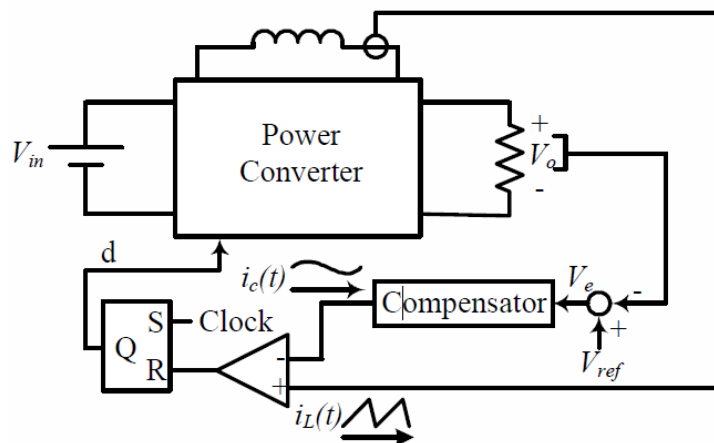 Power
Converter
V_in
+
V_o
-
d
i_c(t)
Compensator
V_e
-
+
V_ref
S
Clock
Q
R
-
+
i_L(t)